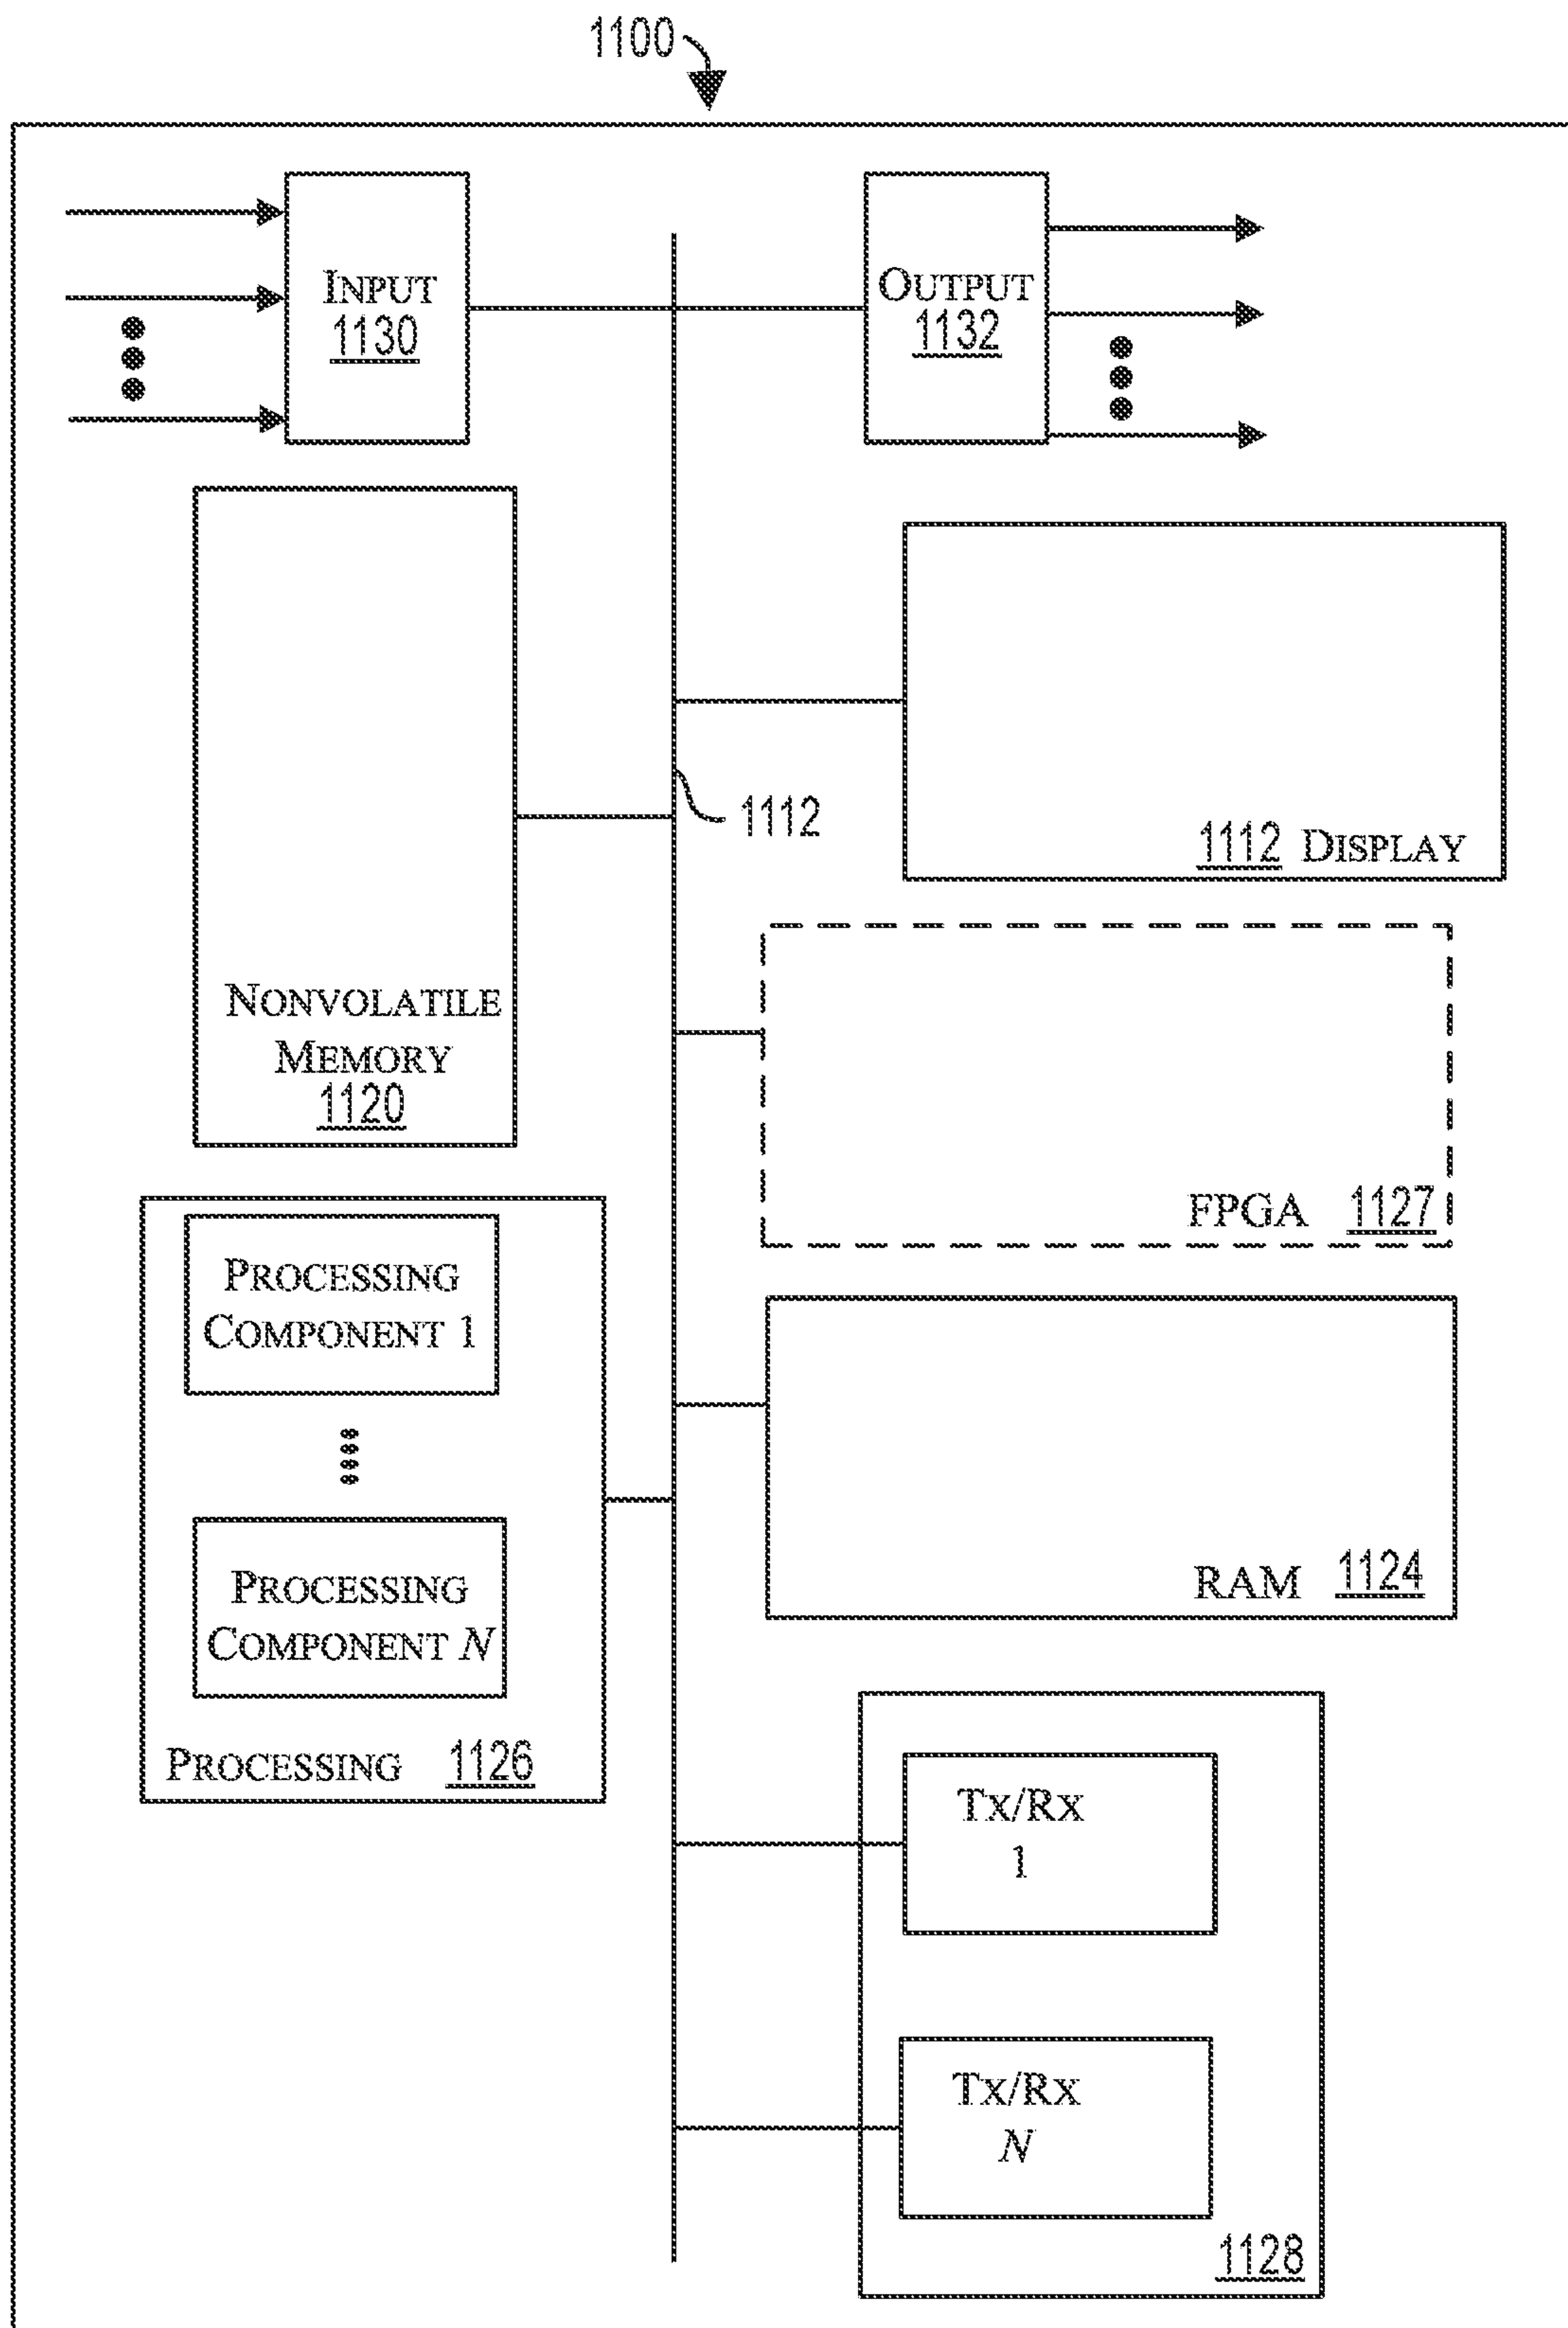 1100
INPUT
1130
OUTPUT
1132
1112
1112 DISPLAY
NONVOLATILE
MEMORY
1120
FPGA 1127
PROCESSING
COMPONENT 1
PROCESSING
COMPONENT N
PROCESSING 1126
RAM 1124
TX/RX
1
TX/RX
N
1128